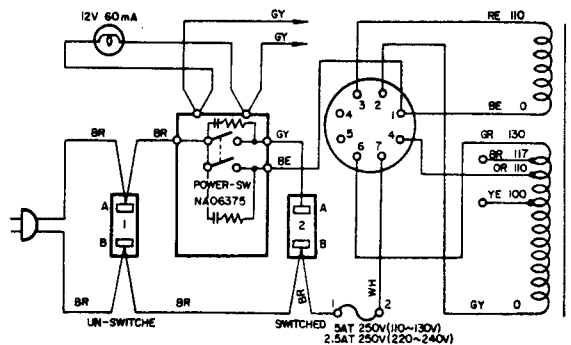 12V 60mA
GY
GY
RE 110
3 2
4 1
5 4
6 7
BE 0
GR 130
BR 117
OR 110
YE 100
GY 0
BR
BR
GY
BE
POWER-SW
NA06375
A
1
B
A
2
B
WH
BR
BR
BR
1 2
UN-SWITCHE
SWITCHED
5AT 250V(110~130V)
2.5AT 250V(220~240V)